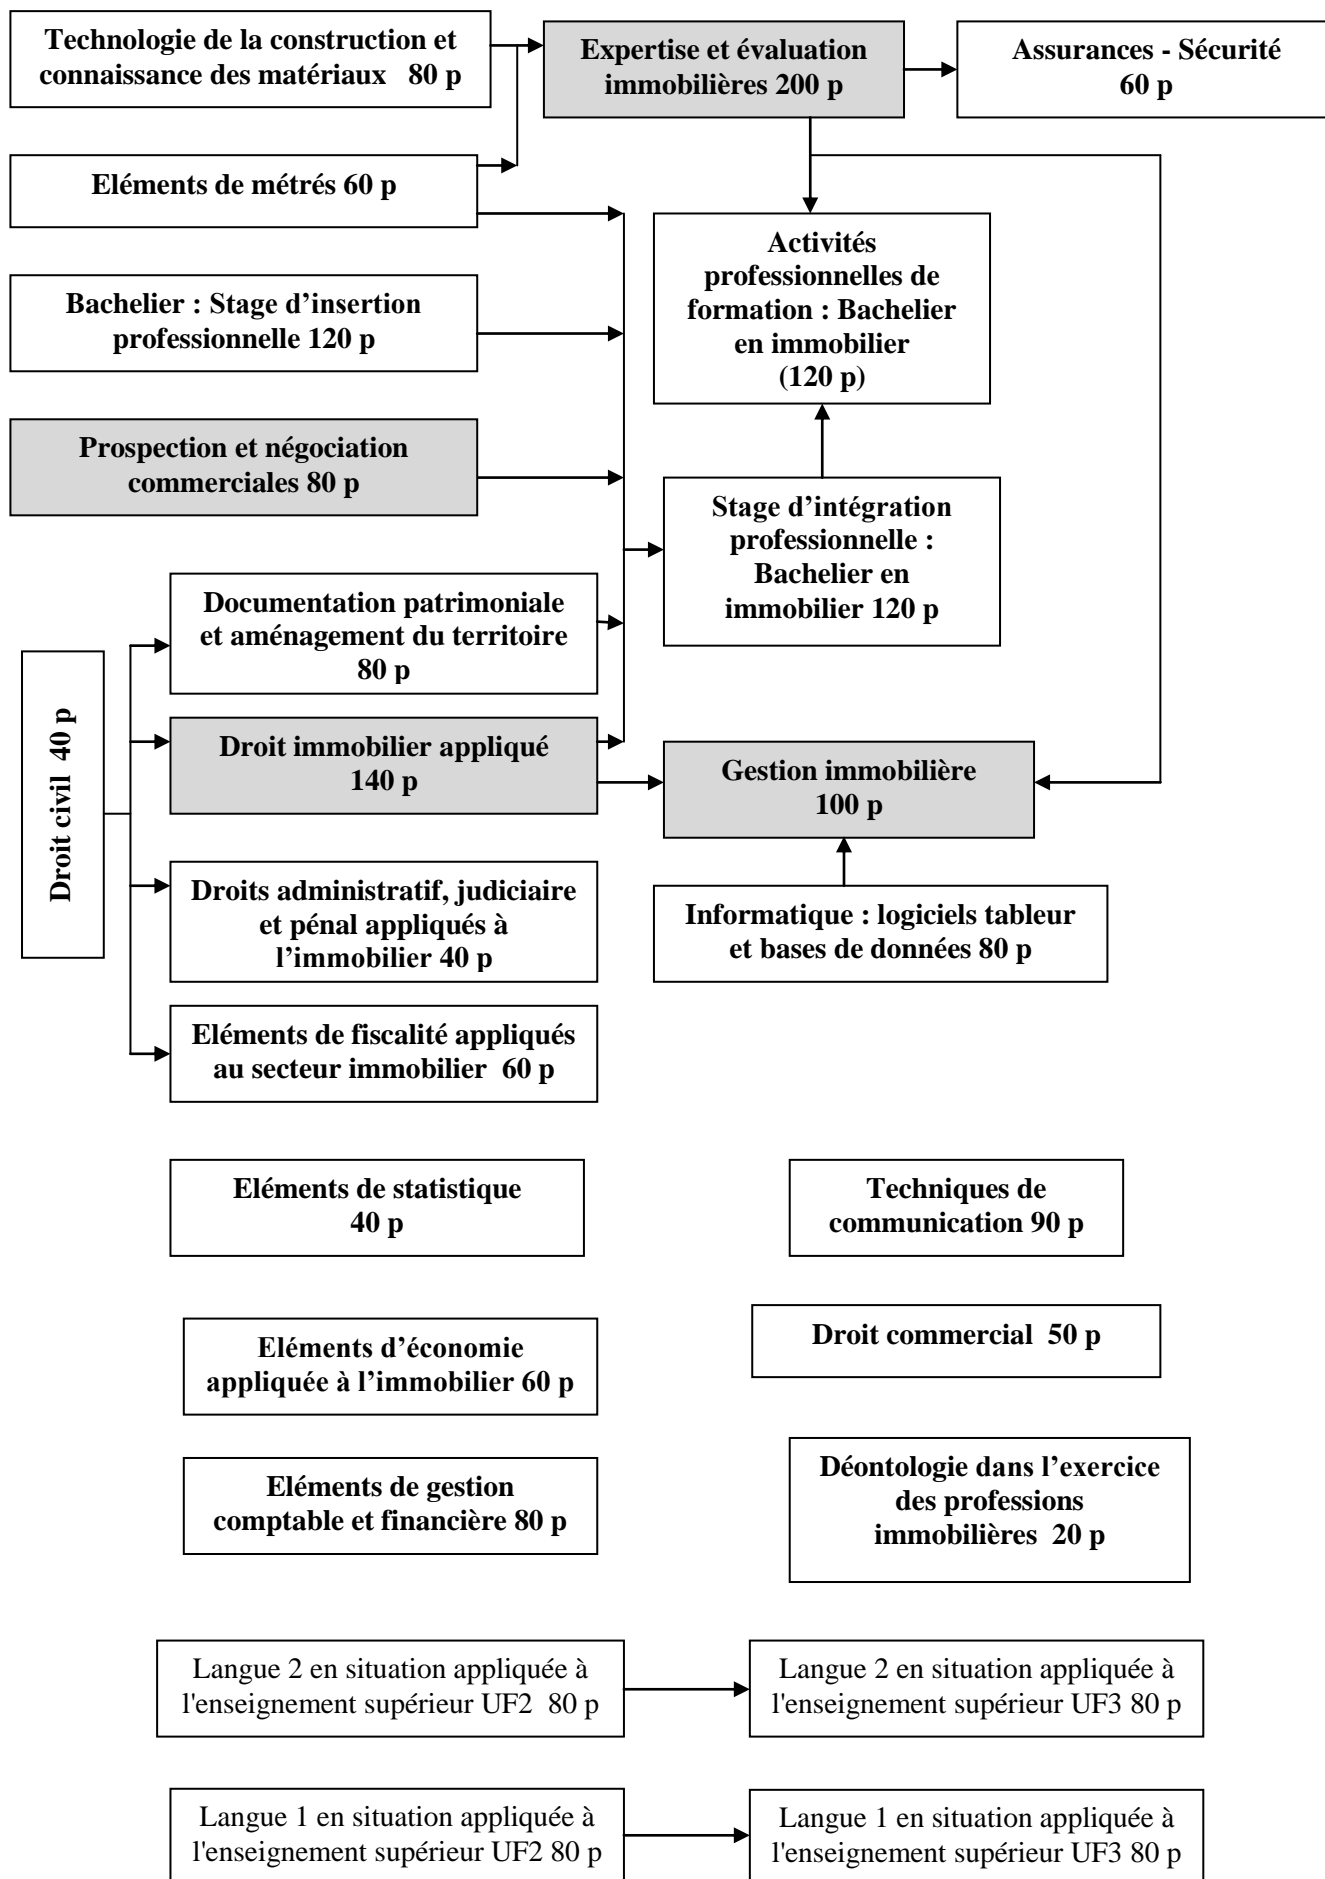 Technologie de la construction et
connaissance des matériaux 80 p
Expertise et évaluation
immobilières 200 p
Assurances - Sécurité
60 p
Eléments de métrés 60 p
Activités
professionnelles de
formation : Bachelier
en immobilier
(120 p)
Bachelier : Stage d’insertion
professionnelle 120 p
Prospection et négociation
commerciales 80 p
Stage d’intégration
professionnelle :
Bachelier en
immobilier 120 p
Documentation patrimoniale
et aménagement du territoire
80 p
Droit civil 40 p
Droit immobilier appliqué
140 p
Gestion immobilière
100 p
Droits administratif, judiciaire
et pénal appliqués à
l’immobilier 40 p
Informatique : logiciels tableur
et bases de données 80 p
Eléments de fiscalité appliqués
au secteur immobilier 60 p
Eléments de statistique
40 p
Techniques de
communication 90 p
Eléments d’économie
appliquée à l’immobilier 60 p
Droit commercial 50 p
Eléments de gestion
comptable et financière 80 p
Déontologie dans l’exercice
des professions
immobilières 20 p
Langue 2 en situation appliquée à
l'enseignement supérieur UF2 80 p
Langue 2 en situation appliquée à
l'enseignement supérieur UF3 80 p
Langue 1 en situation appliquée à
l'enseignement supérieur UF2 80 p
Langue 1 en situation appliquée à
l'enseignement supérieur UF3 80 p